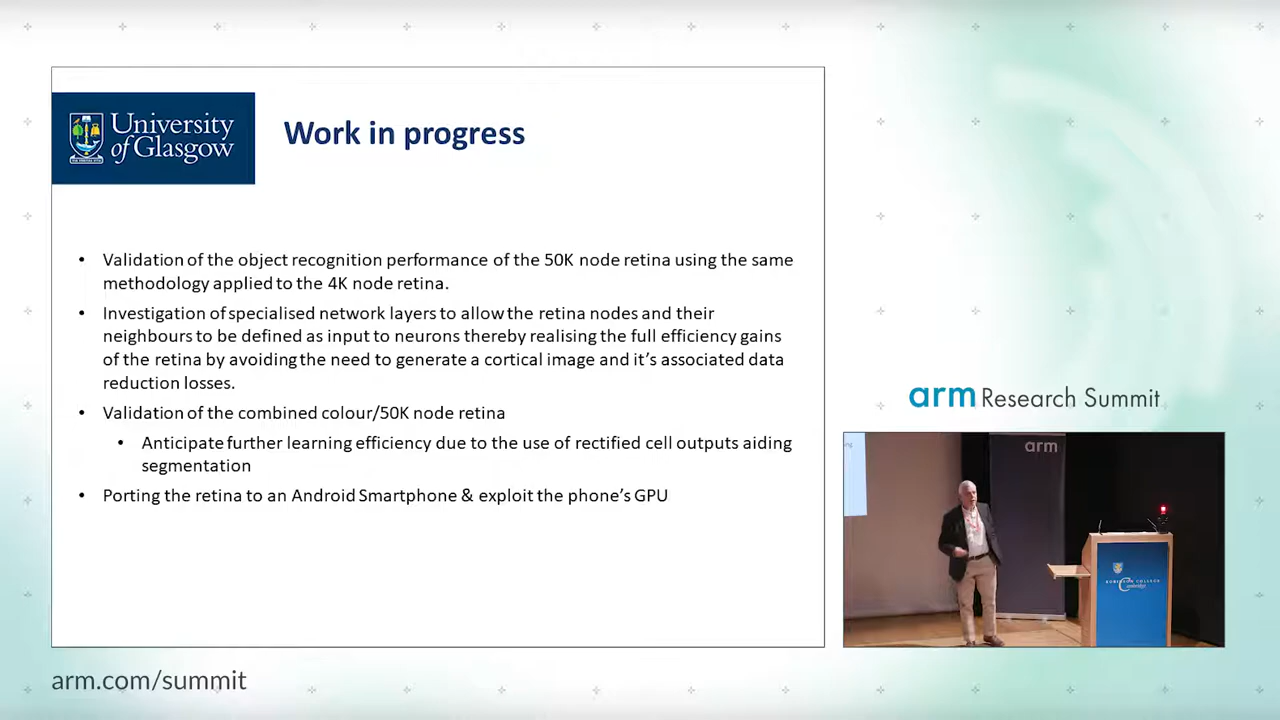 University
of Glasgow
Work in progress
• Validation of the object recognition performance of the 50K node retina using the same
methodology applied to the 4K node retina.
• Investigation of specialised network layers to allow the retina nodes and their
neighbours to be defined as input to neurons thereby realising the full efficiency gains
of the retina by avoiding the need to generate a cortical image and it's associated data
reduction losses.
• Validation of the combined colour/50K node retina
• Anticipate further learning efficiency due to the use of rectified cell outputs aiding
segmentation
• Porting the retina to an Android Smartphone & exploit the phone's GPU
arm Research Summit
arm
ROBINSON COLLEGE
Cambridge
arm.com/summit